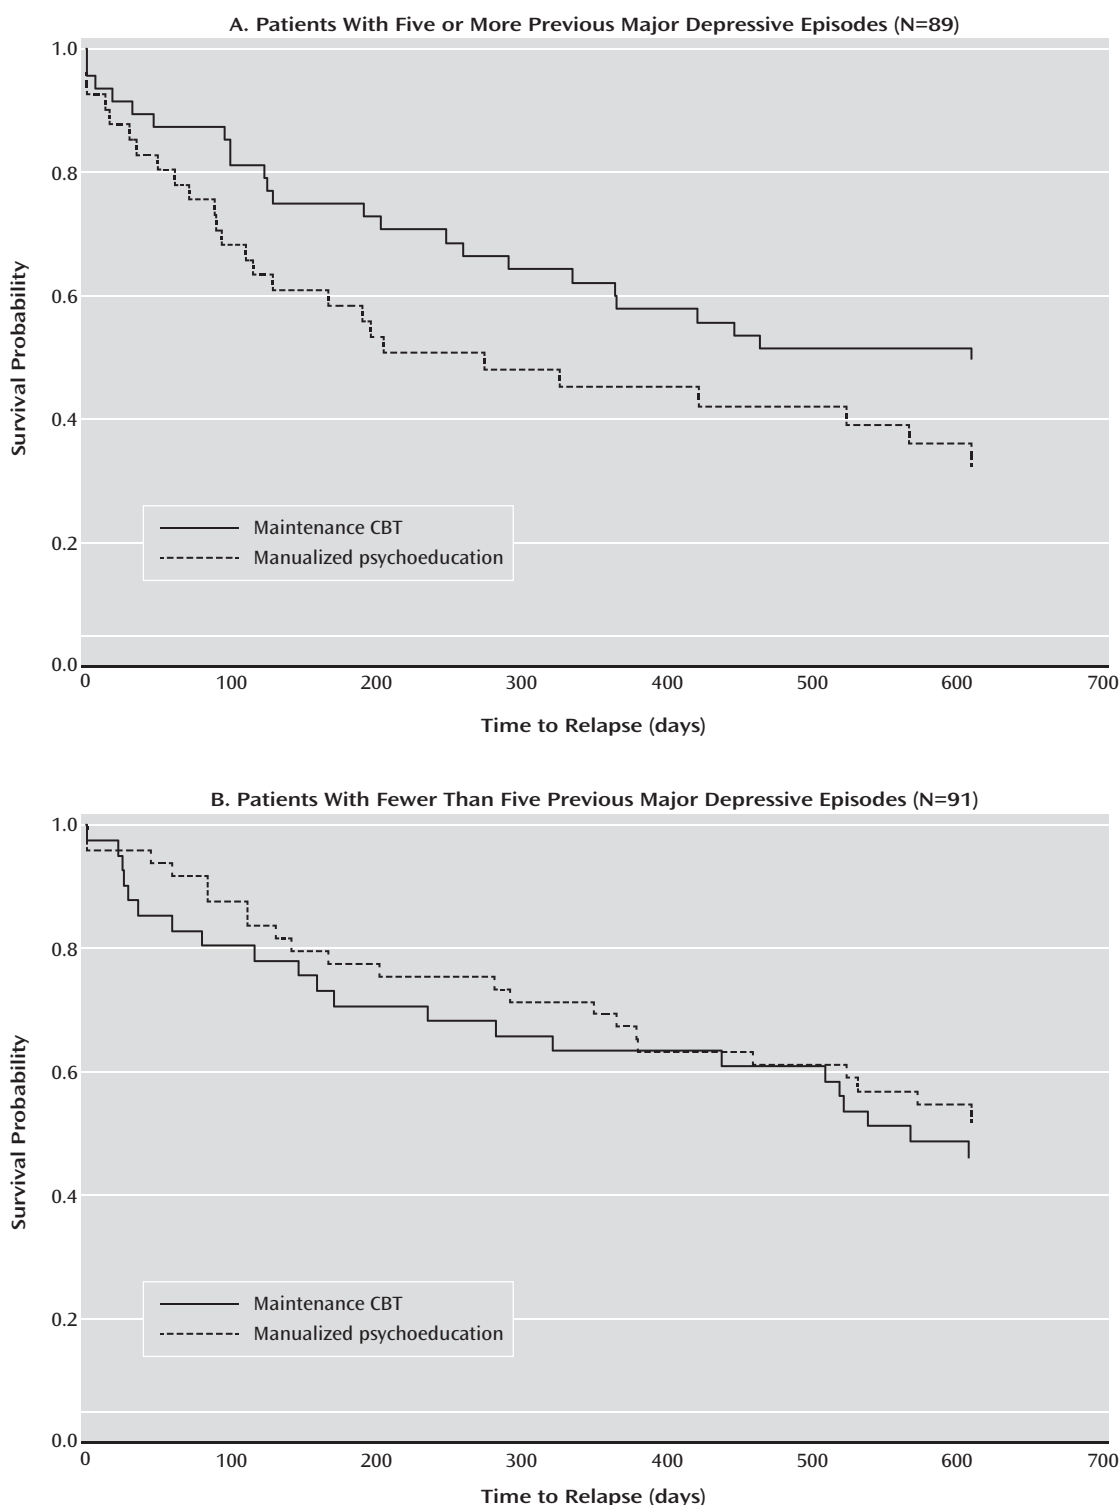 A. Patients With Five or More Previous Major Depressive Episodes (N=89)
1.0
0.8
0.6
0.4
0.2
0.0
Survival Probability
Maintenance CBT
Manualized psychoeducation
0 100 200 300 400 500 600 700
Time to Relapse (days)
B. Patients With Fewer Than Five Previous Major Depressive Episodes (N=91)
1.0
0.8
0.6
0.4
0.2
0.0
Survival Probability
Maintenance CBT
Manualized psychoeducation
0 100 200 300 400 500 600 700
Time to Relapse (days)